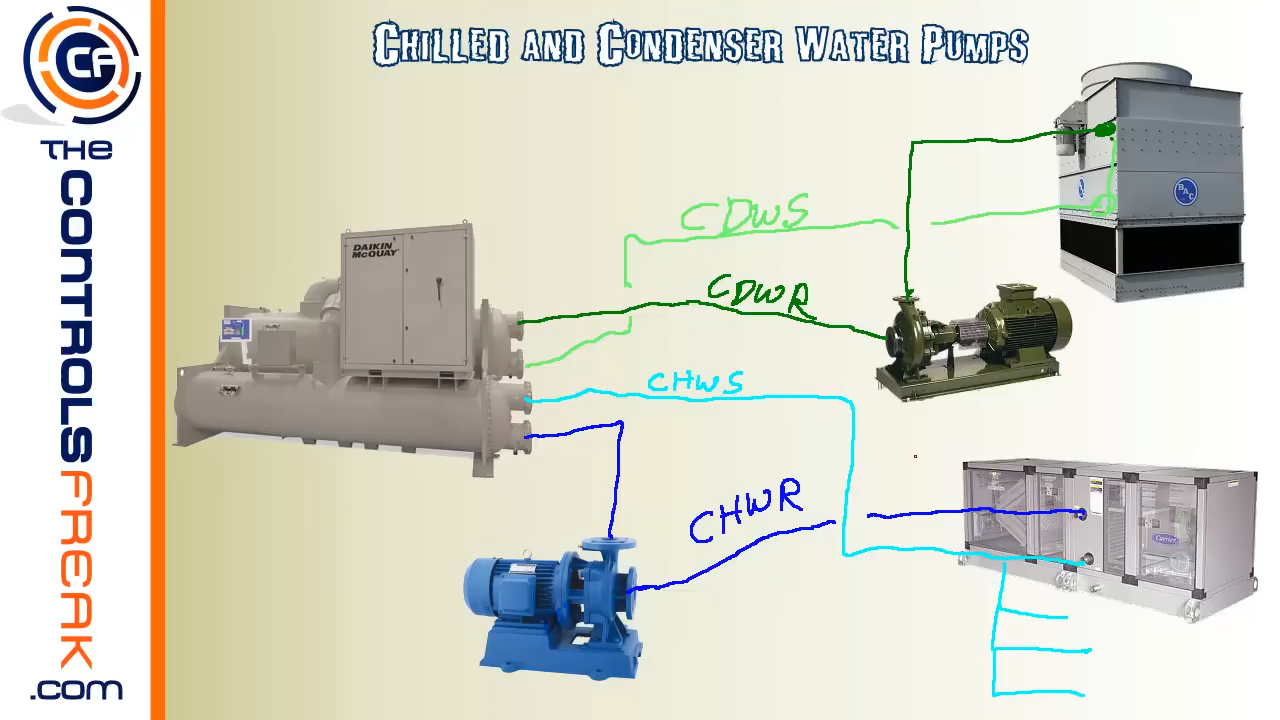 CHILLED AND CONDENSER WATER PUMPS
CF
THE
CONTROLS
FREAK
.COM
DAIKIN
McQUAY
CDWS
CDWR
CHWS
CHWR
BAC
Carrier